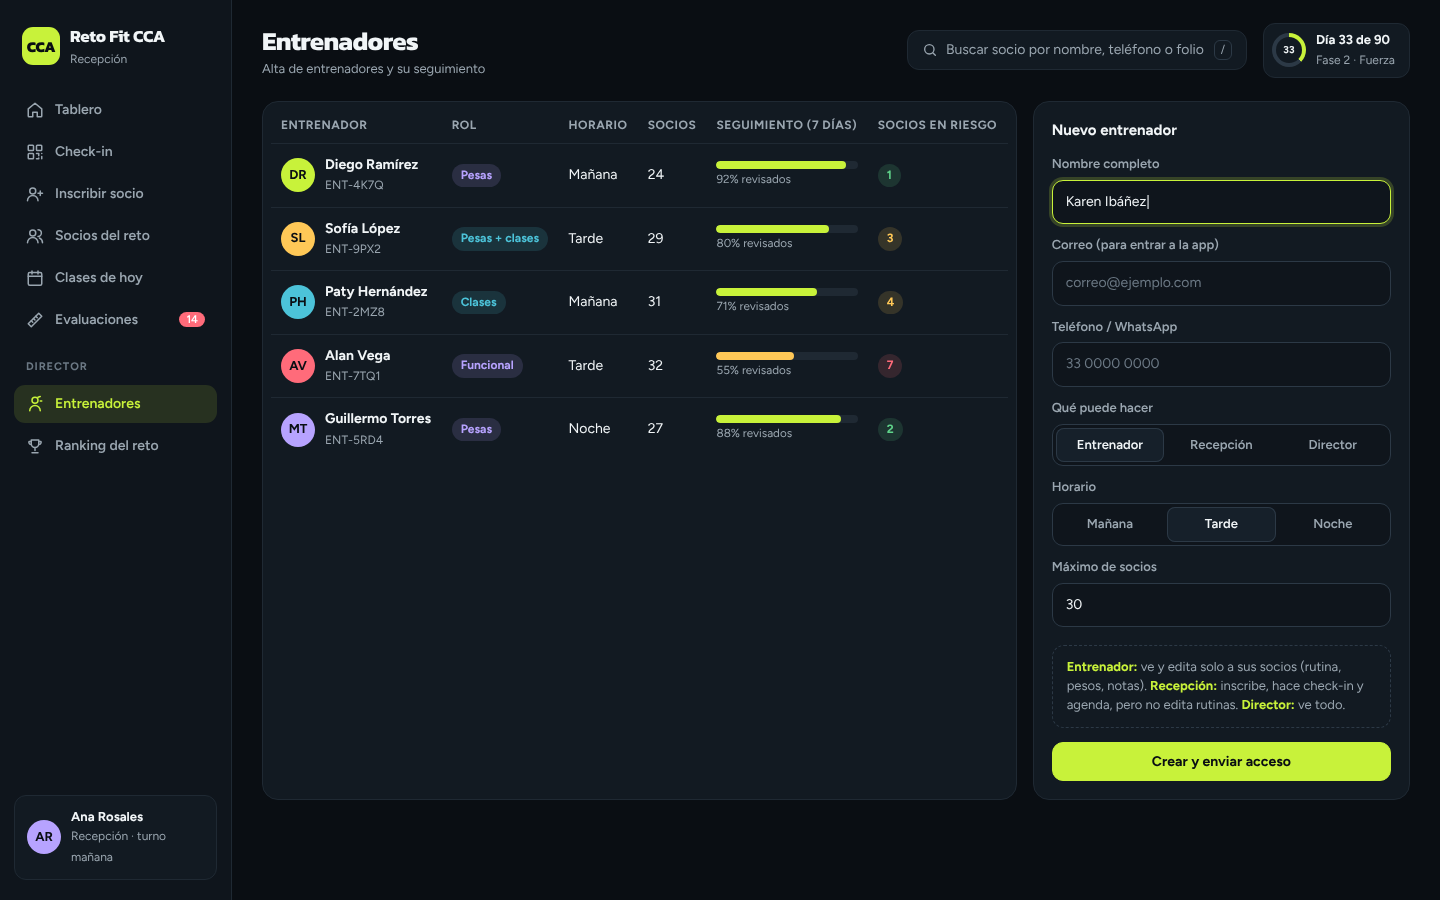 CCA
Reto Fit CCA
Recepción
Tablero
Check-in
Inscribir socio
Socios del reto
Clases de hoy
Evaluaciones 14
DIRECTOR
Entrenadores
Ranking del reto
AR
Ana Rosales
Recepción · turno
mañana
Entrenadores
Alta de entrenadores y su seguimiento
Buscar socio por nombre, teléfono o folio /
33
Día 33 de 90
Fase 2 · Fuerza
ENTRENADOR ROL HORARIO SOCIOS SEGUIMIENTO (7 DÍAS) SOCIOS EN RIESGO
DR Diego Ramírez Pesas Mañana 24 1
ENT-4K7Q 92% revisados
SL Sofía López Pesas + clases Tarde 29 3
ENT-9PX2 80% revisados
PH Paty Hernández Clases Mañana 31 4
ENT-2MZ8 71% revisados
AV Alan Vega Funcional Tarde 32 7
ENT-7TQ1 55% revisados
MT Guillermo Torres Pesas Noche 27 2
ENT-5RD4 88% revisados
Nuevo entrenador
Nombre completo
Karen Ibáñez
Correo (para entrar a la app)
correo@ejemplo.com
Teléfono / WhatsApp
33 0000 0000
Qué puede hacer
Entrenador Recepción Director
Horario
Mañana Tarde Noche
Máximo de socios
30
Entrenador: ve y edita solo a sus socios (rutina,
pesos, notas). Recepción: inscribe, hace check-in y
agenda, pero no edita rutinas. Director: ve todo.
Crear y enviar acceso